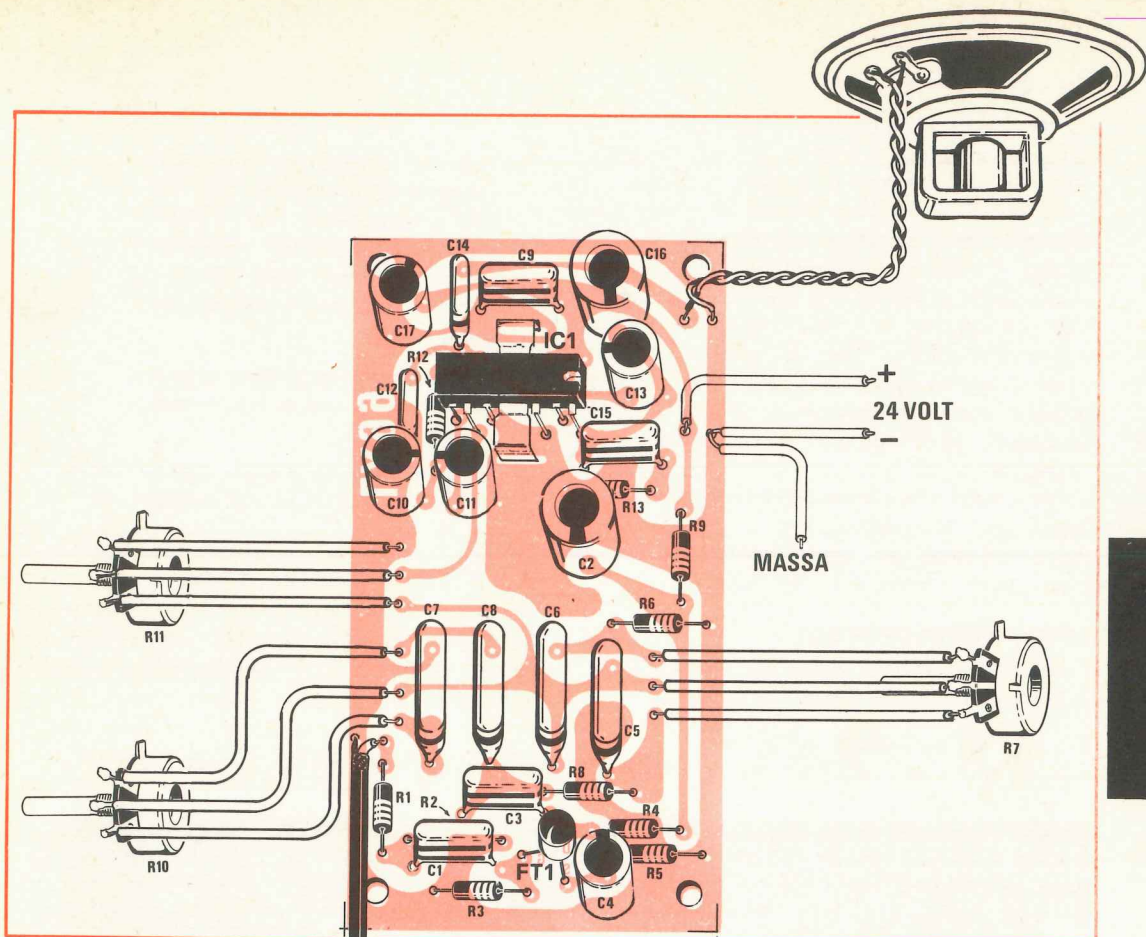 C14
C9
C16
C17
IC1
R12
C13
C12
C15
+
24 VOLT
–
C10
C11
R13
R9
C2
MASSA
R6
R11
C7
C8
C6
C5
R7
R8
R1
R2
C3
R4
C1
FT1
R5
R10
R3
C4